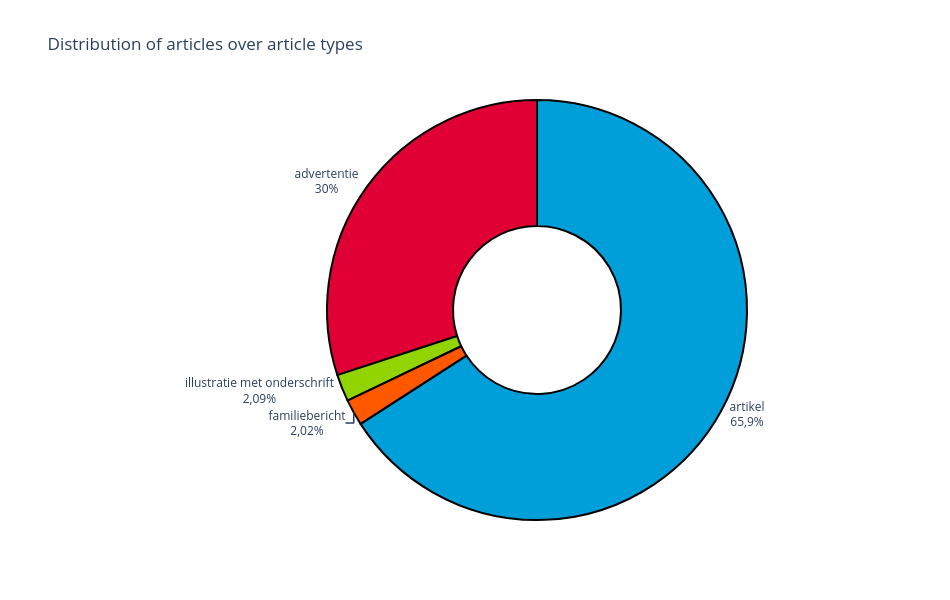 Distribution of articles over article types
advertentie
30%
illustratie met onderschrift
2,09%
familiebericht
2,02%
artikel
65,9%